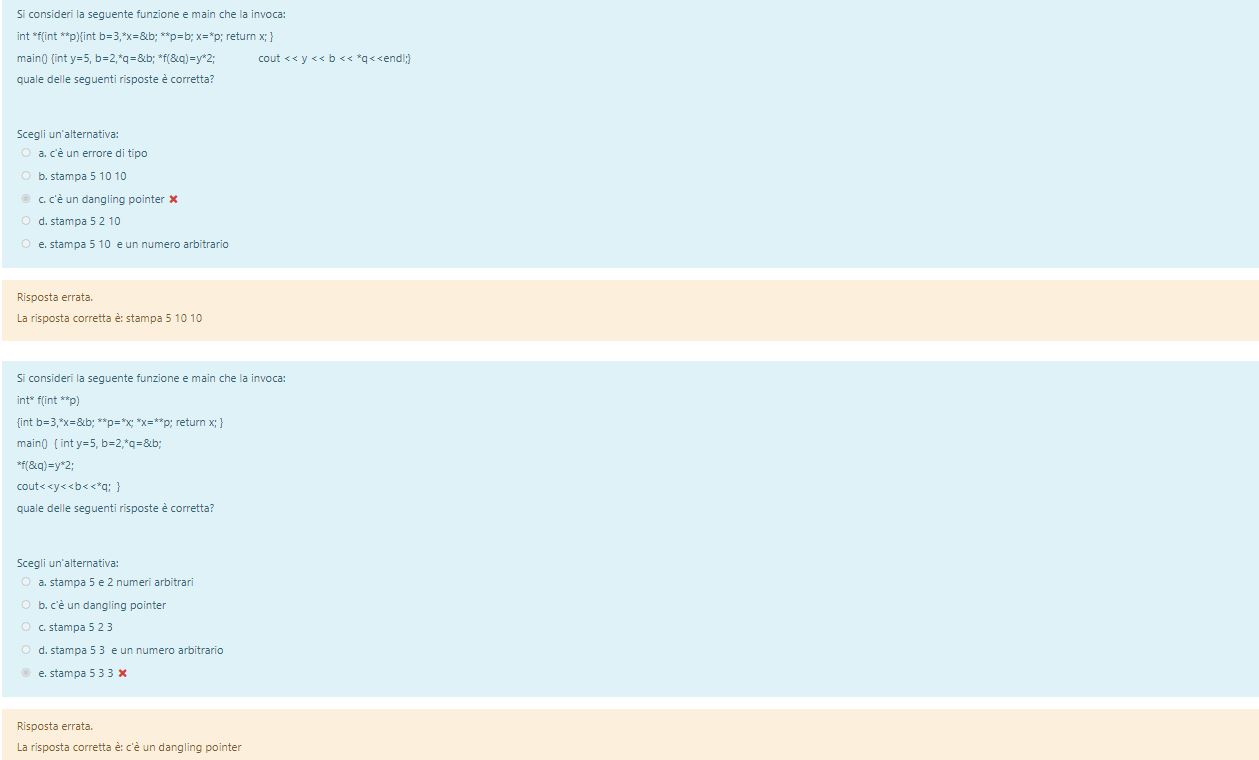 Si consideri la seguente funzione e main che la invoca:
int *f(int **p){int b=3,*x=&b; **p=b; x=*p; return x; }
main() {int y=5, b=2,*q=&b; *f(&q)=y*2; cout << y << b << *q<<endl;}
quale delle seguenti risposte è corretta?
Scegli un'alternativa:
a. c'è un errore di tipo
b. stampa 5 10 10
c. c'è un dangling pointer ✖
d. stampa 5 2 10
e. stampa 5 10 e un numero arbitrario
Risposta errata.
La risposta corretta è: stampa 5 10 10
Si consideri la seguente funzione e main che la invoca:
int* f(int **p)
{int b=3,*x=&b; **p=*x; *x=**p; return x; }
main() { int y=5, b=2,*q=&b;
*f(&q)=y*2;
cout<<y<<b<<*q; }
quale delle seguenti risposte è corretta?
Scegli un'alternativa:
a. stampa 5 e 2 numeri arbitrari
b. c'è un dangling pointer
c. stampa 5 2 3
d. stampa 5 3 e un numero arbitrario
e. stampa 5 3 3 ✖
Risposta errata.
La risposta corretta è: c'è un dangling pointer